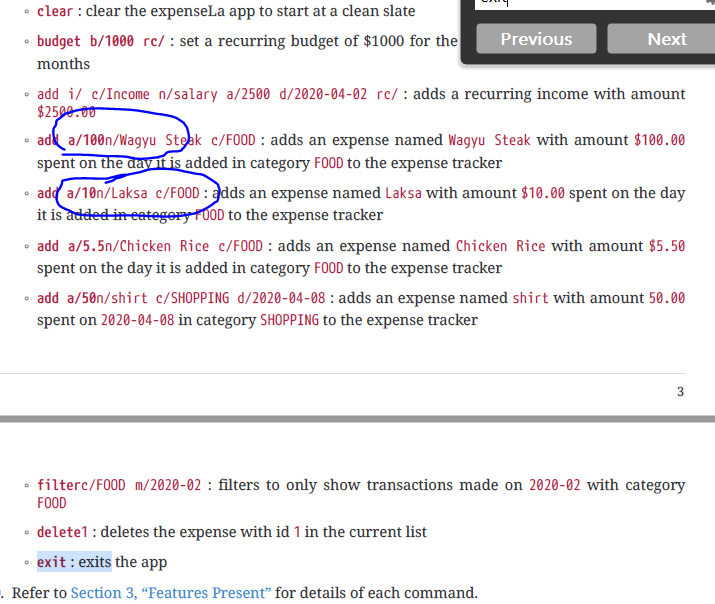 exit
Previous Next
◦ clear : clear the expenseLa app to start at a clean slate
◦ budget b/1000 rc/ : set a recurring budget of $1000 for the
months
◦ add i/ c/Income n/salary a/2500 d/2020-04-02 rc/ : adds a recurring income with amount
$2500.00
◦ add a/100n/Wagyu Steak c/FOOD : adds an expense named Wagyu Steak with amount $100.00
spent on the day it is added in category FOOD to the expense tracker
◦ add a/10n/Laksa c/FOOD : adds an expense named Laksa with amount $10.00 spent on the day
it is added in category FOOD to the expense tracker
◦ add a/5.5n/Chicken Rice c/FOOD : adds an expense named Chicken Rice with amount $5.50
spent on the day it is added in category FOOD to the expense tracker
◦ add a/50n/shirt c/SHOPPING d/2020-04-08 : adds an expense named shirt with amount 50.00
spent on 2020-04-08 in category SHOPPING to the expense tracker
3
◦ filterc/FOOD m/2020-02 : filters to only show transactions made on 2020-02 with category
FOOD
◦ delete1 : deletes the expense with id 1 in the current list
◦ exit : exits the app
. Refer to Section 3, “Features Present” for details of each command.